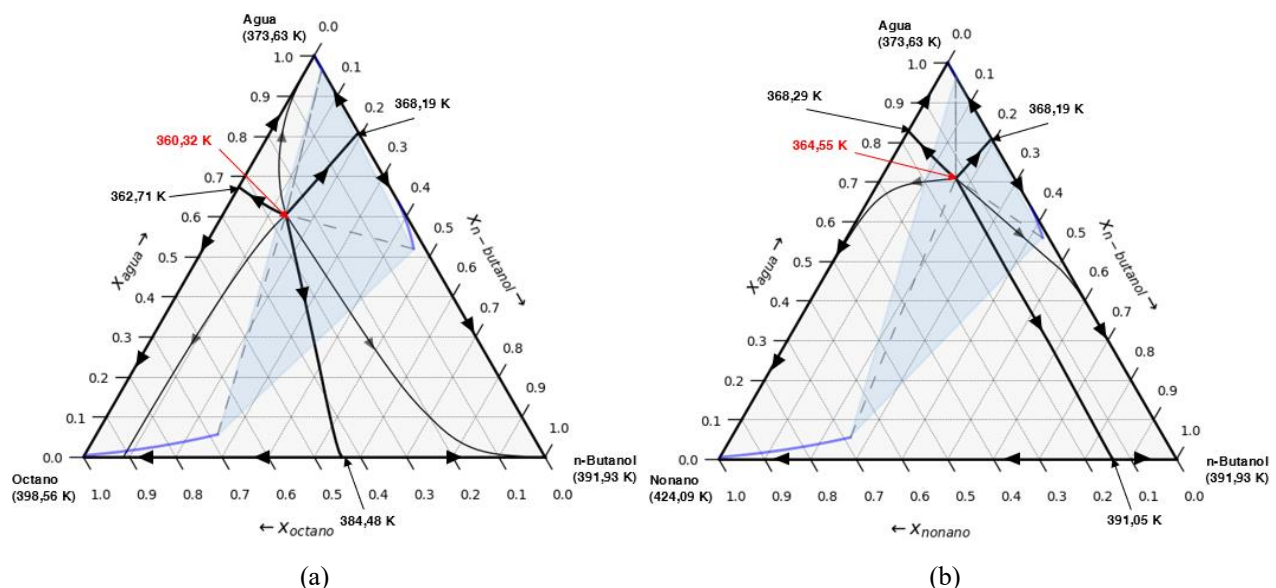 Agua
(373,63 K)
0.0
1.0
0.1
0.9
0.2
368,19 K
0.8
0.3
360,32 K
0.7
0.4
362,71 K
0.6
0.5
0.5
0.6
Xagua →
Xn−butanol →
0.4
0.7
0.3
0.8
0.2
0.9
0.1
1.0
0.0
Octano
(398,56 K)
n-Butanol
(391,93 K)
1.0 0.9 0.8 0.7 0.6 0.5 0.4 0.3 0.2 0.1 0.0
← Xoctano
384,48 K
(a)
Agua
(373,63 K)
0.0
1.0
0.1
368,29 K
0.9
0.2
368,19 K
0.8
0.3
364,55 K
0.7
0.4
0.6
0.5
Xagua →
Xn−butanol →
0.5
0.6
0.4
0.7
0.3
0.8
0.2
0.9
0.1
1.0
0.0
Nonano
(424,09 K)
n-Butanol
(391,93 K)
1.0 0.9 0.8 0.7 0.6 0.5 0.4 0.3 0.2 0.1 0.0
← Xnonano
391,05 K
(b)